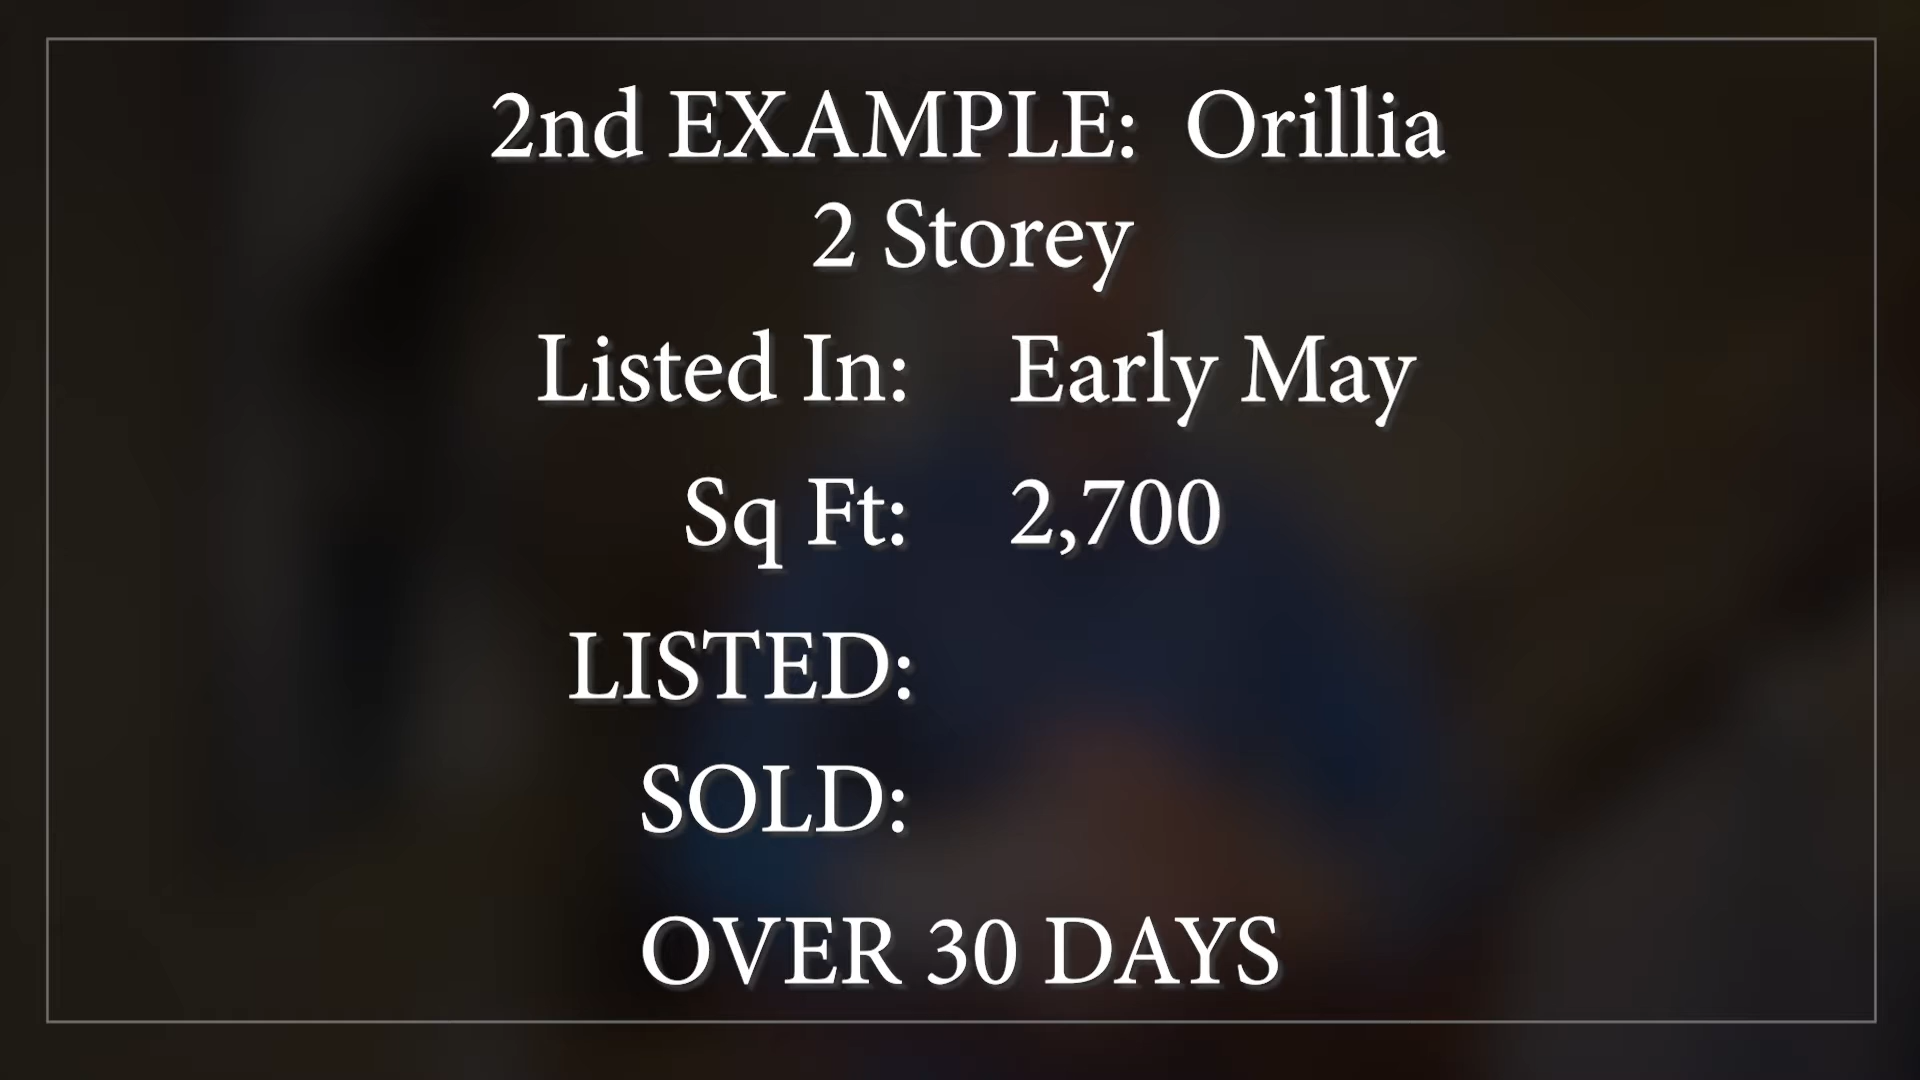 2nd EXAMPLE: Orillia
2 Storey
Listed In: Early May
Sq Ft: 2,700
LISTED:
SOLD:
OVER 30 DAYS